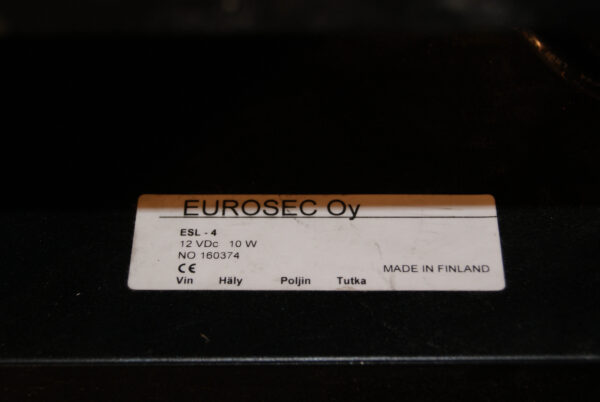 EUROSEC Oy
ESL - 4
12 VDc 10 W
NO 160374
CE MADE IN FINLAND
Vin Häly Poljin Tutka